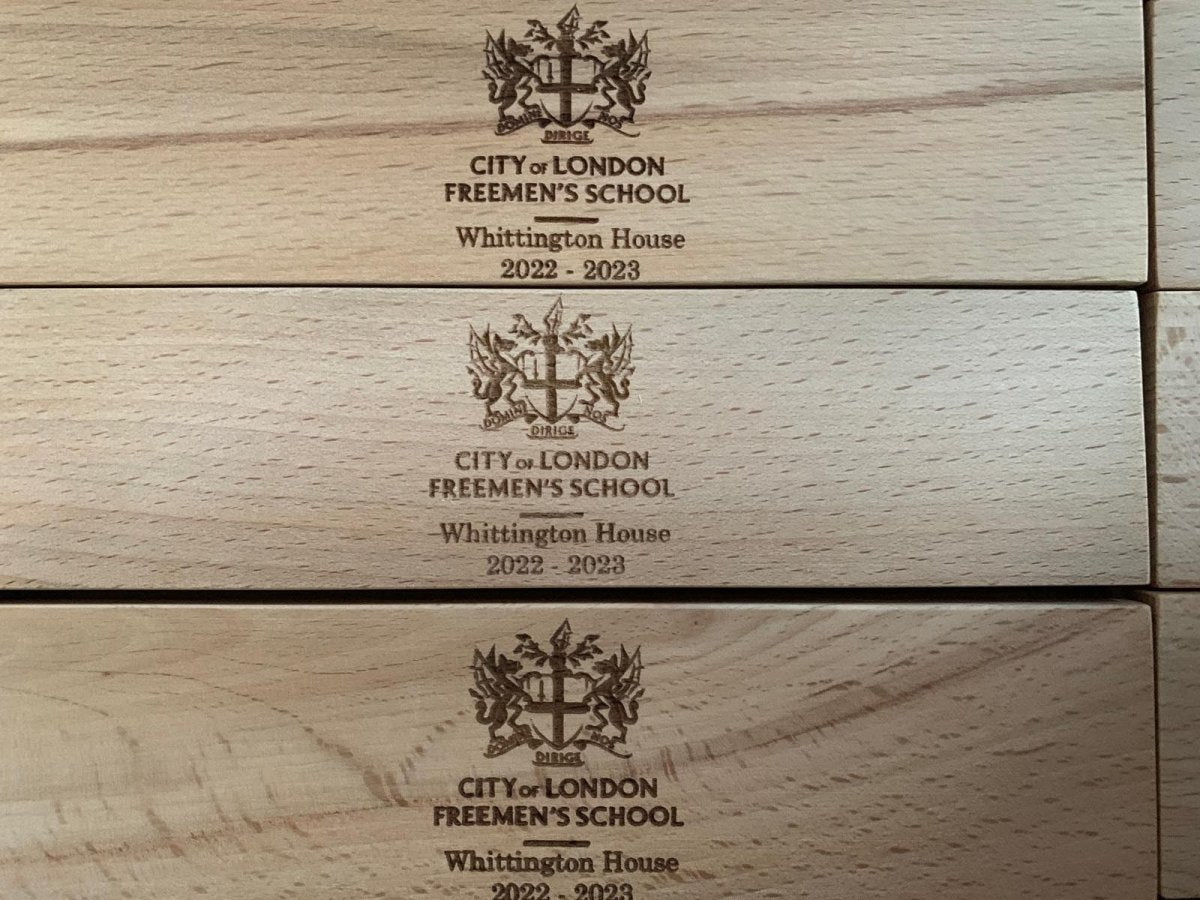 DOMINE NOS
DIRIGE
CITY OF LONDON
FREEMEN'S SCHOOL
Whittington House
2022 - 2023
DOMINE NOS
DIRIGE
CITY OF LONDON
FREEMEN'S SCHOOL
Whittington House
2022 - 2023
DOMINE NOS
DIRIGE
CITY OF LONDON
FREEMEN'S SCHOOL
Whittington House
2022 - 2023